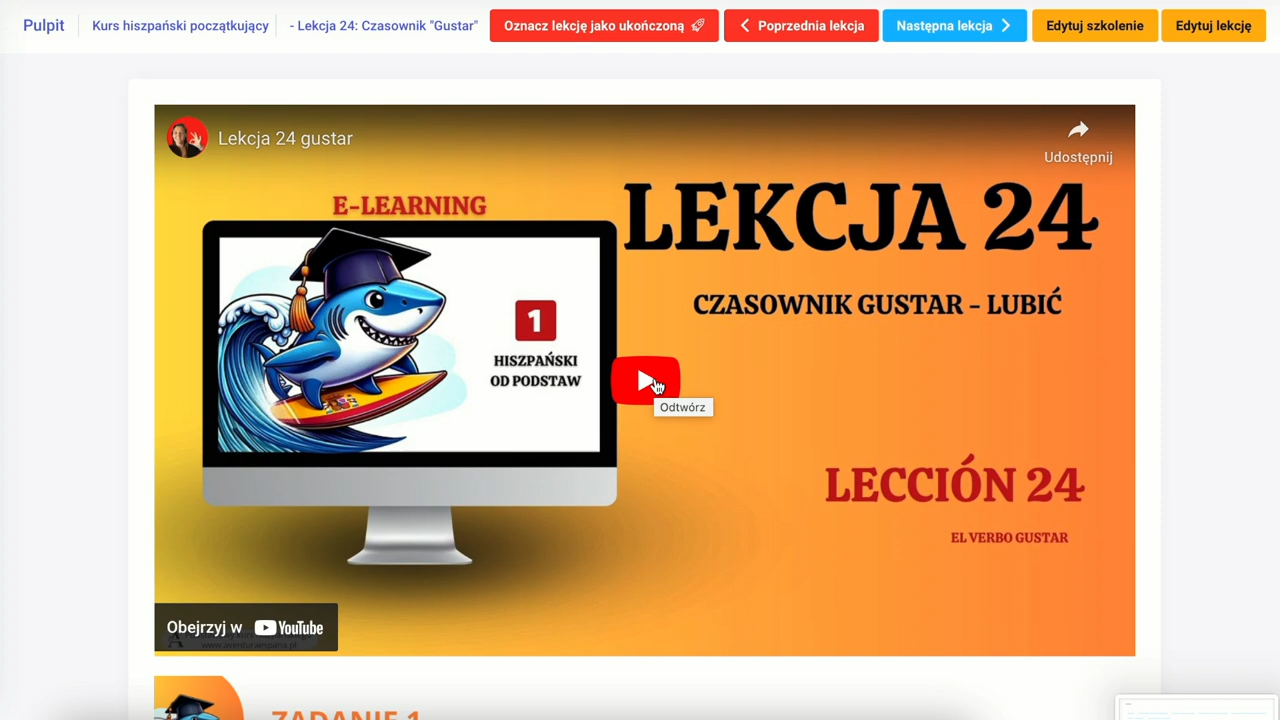 Pulpit
Kurs hiszpański początkujący
- Lekcja 24: Czasownik "Gustar"
Oznacz lekcję jako ukończoną
Poprzednia lekcja
Następna lekcja
Edytuj szkolenie
Edytuj lekcję
Lekcja 24 gustar
Udostępnij
E-LEARNING
LEKCJA 24
CZASOWNIK GUSTAR - LUBIĆ
1
HISZPAŃSKI
OD PODSTAW
Odtwórz
LECCIÓN 24
EL VERBO GUSTAR
Obejrzyj w YouTube
ZADANIE 1